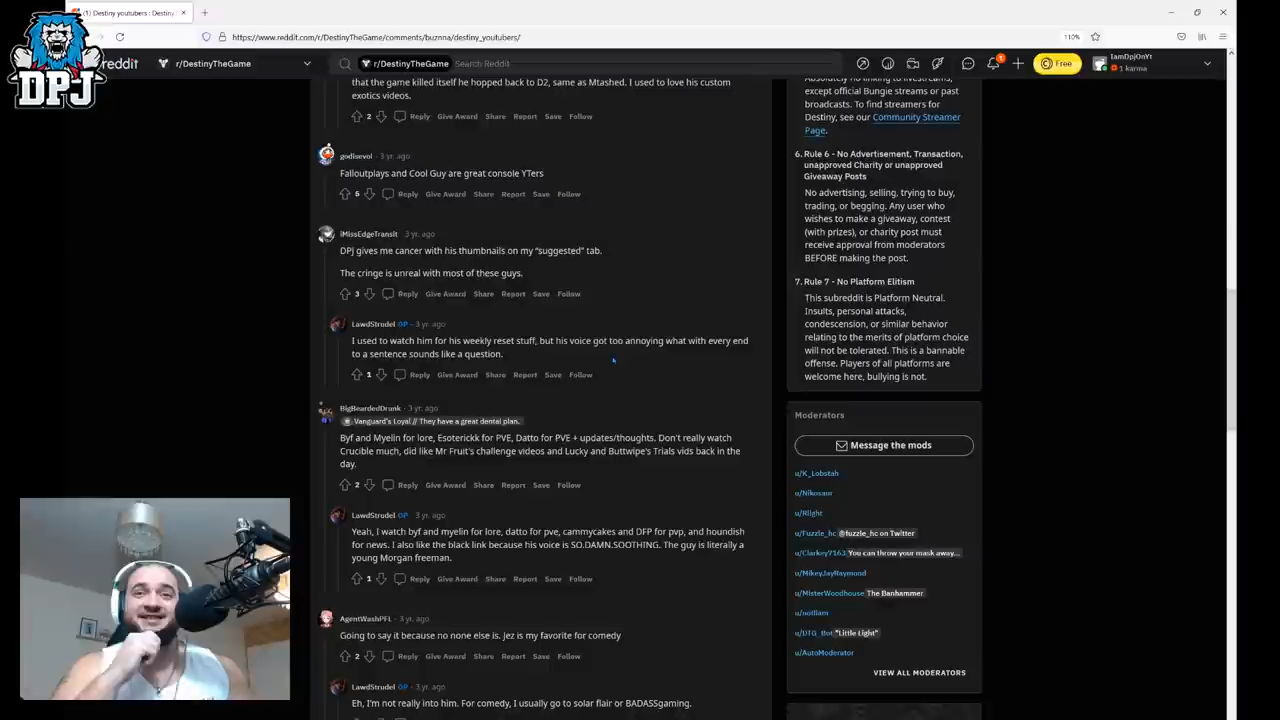 (1) Destiny youtubers : Destiny
https://www.reddit.com/r/DestinyTheGame/comments/buznna/destiny_youtubers/
110%
DPJ
reddit
r/DestinyTheGame
r/DestinyTheGame
Search Reddit
1
Free
IamDpjOnYt
1 karma
that the game killed itself he hopped back to D2, same as Mtashed. I used to love his custom
exotics videos.
2 Reply Give Award Share Report Save Follow
godisevol · 3 yr. ago
Falloutplays and Cool Guy are great console YTers
6 Reply Give Award Share Report Save Follow
iMissEdgeTransit · 3 yr. ago
DPJ gives me cancer with his thumbnails on my “suggested” tab.
The cringe is unreal with most of these guys.
3 Reply Give Award Share Report Save Follow
LawdStrudel OP · 3 yr. ago
I used to watch him for his weekly reset stuff, but his voice got too annoying what with every end
to a sentence sounds like a question.
1 Reply Give Award Share Report Save Follow
BigBeardedDrunk · 3 yr. ago
Vanguard's Loyal // They have a great dental plan.
Byf and Myelin for lore, Esoterickk for PVE, Datto for PVE + updates/thoughts. Don't really watch
Crucible much, did like Mr Fruit's challenge videos and Lucky and Buttwipe's Trials vids back in the
day.
2 Reply Give Award Share Report Save Follow
LawdStrudel OP · 3 yr. ago
Yeah, I watch byf and myelin for lore, datto for pve, cammycakes and DFP for pvp, and houndish
for news. I also like the black link because his voice is SO.DAMN.SOOTHING. The guy is literally a
young Morgan freeman.
1 Reply Give Award Share Report Save Follow
AgentWashPFL · 3 yr. ago
Going to say it because no none else is. Jez is my favorite for comedy
2 Reply Give Award Share Report Save Follow
LawdStrudel OP · 3 yr. ago
Eh, I'm not really into him. For comedy, I usually go to solar flair or BADASSgaming.
Absolutely no linking to livestreams,
except official Bungie streams or past
broadcasts. To find streamers for
Destiny, see our Community Streamer
Page.
6. Rule 6 - No Advertisement, Transaction,
unapproved Charity or unapproved
Giveaway Posts
No advertising, selling, trying to buy,
trading, or begging. Any user who
wishes to make a giveaway, contest
(with prizes), or charity post must
receive approval from moderators
BEFORE making the post.
7. Rule 7 - No Platform Elitism
This subreddit is Platform Neutral.
Insults, personal attacks,
condescension, or similar behavior
relating to the merits of platform choice
will not be tolerated. This is a bannable
offense. Players of all platforms are
welcome here, bullying is not.
Moderators
Message the mods
u/K_Lobstah
u/Nikosaur
u/Rlight
u/Fuzzle_hc @fuzzle_hc on Twitter
u/Clarkey7163 You can throw your mask away...
u/MikeyJayRaymond
u/MisterWoodhouse The Banhammer
u/notliam
u/DTG_Bot "Little Light"
u/AutoModerator
VIEW ALL MODERATORS